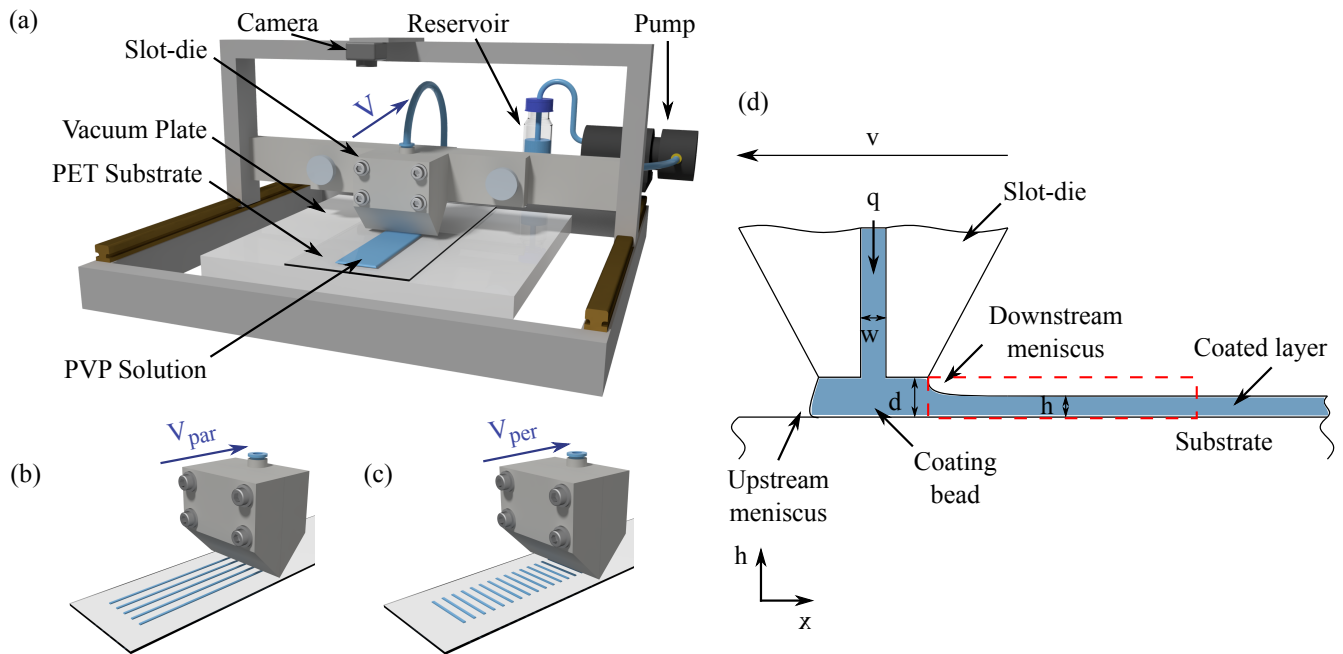 (a)
Camera
Reservoir
Pump
Slot-die
V
Vacuum Plate
PET Substrate
PVP Solution
(b)
V_par
(c)
V_per
(d)
v
q
Slot-die
w
Downstream
meniscus
Coated layer
d
h
Substrate
Upstream
meniscus
Coating
bead
h
x